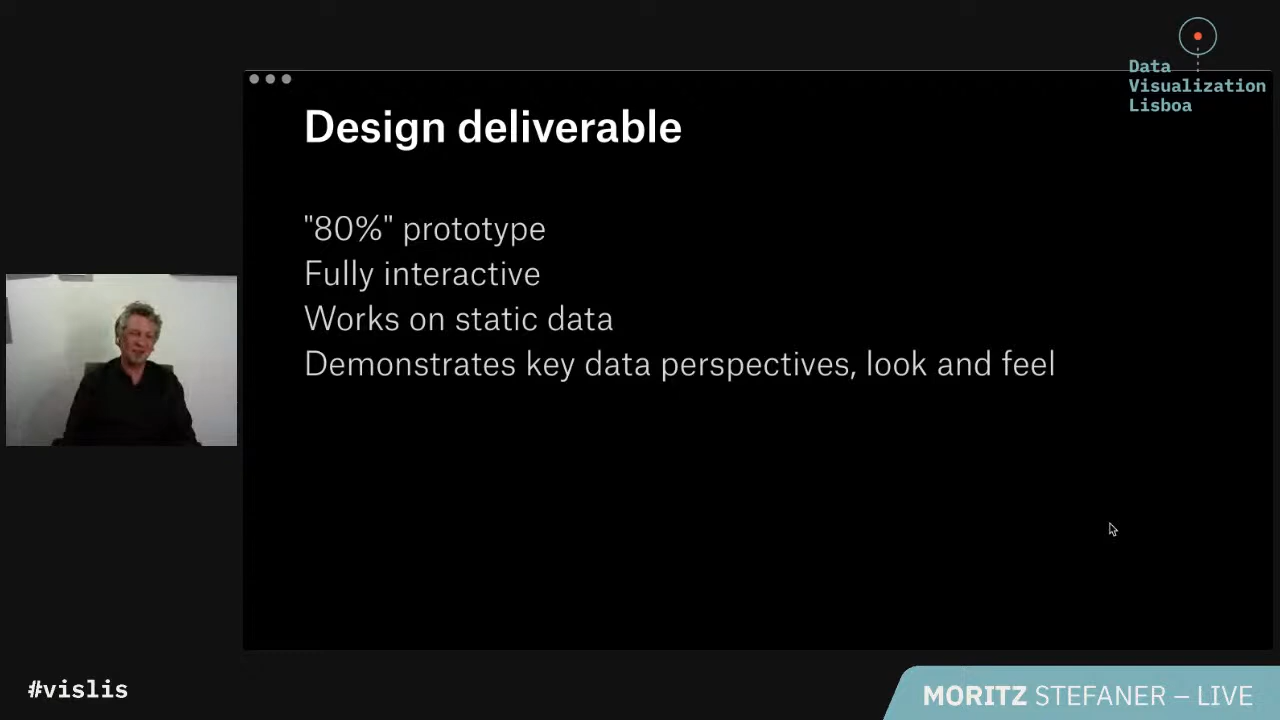 Data
Visualization
Lisboa
Design deliverable
"80%" prototype
Fully interactive
Works on static data
Demonstrates key data perspectives, look and feel
#vislis
MORITZ STEFANER – LIVE